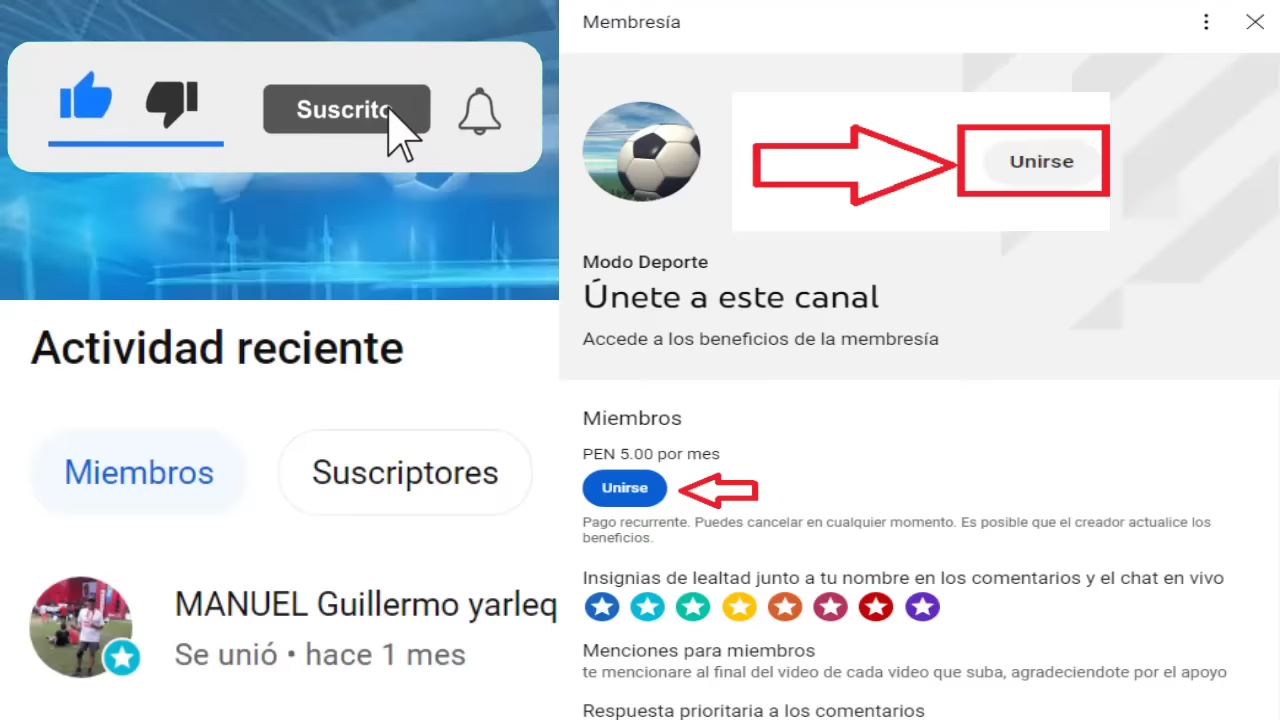 Suscrito
Actividad reciente
Miembros
Suscriptores
MANUEL Guillermo yarleq
Se unió • hace 1 mes
Membresía
Unirse
Modo Deporte
Únete a este canal
Accede a los beneficios de la membresía
Miembros
PEN 5.00 por mes
Unirse
Pago recurrente. Puedes cancelar en cualquier momento. Es posible que el creador actualice los
beneficios.
Insignias de lealtad junto a tu nombre en los comentarios y el chat en vivo
Menciones para miembros
te mencionare al final del video de cada video que suba, agradeciendote por el apoyo
Respuesta prioritaria a los comentarios